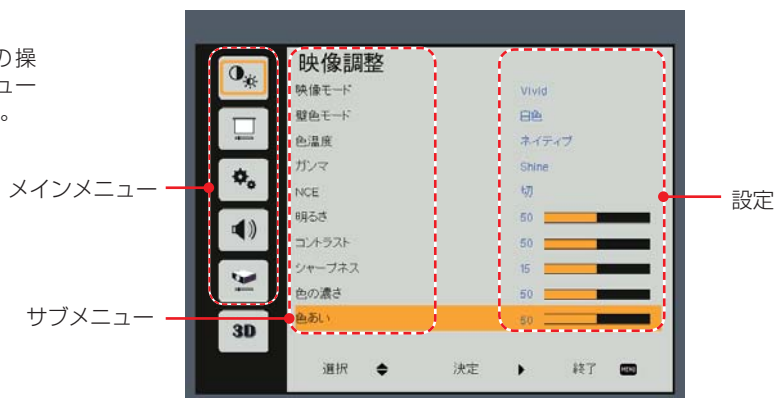 の操
ュー
。
映像調整
映像モード Vivid
壁色モード 白色
色温度 ネイティブ
ガンマ Shine
NCE 切
明るさ 50
コントラスト 50
シャープネス 15
色の濃さ 50
色あい 50
3D
選択 決定 終了 MENU
メインメニュー
サブメニュー
設定